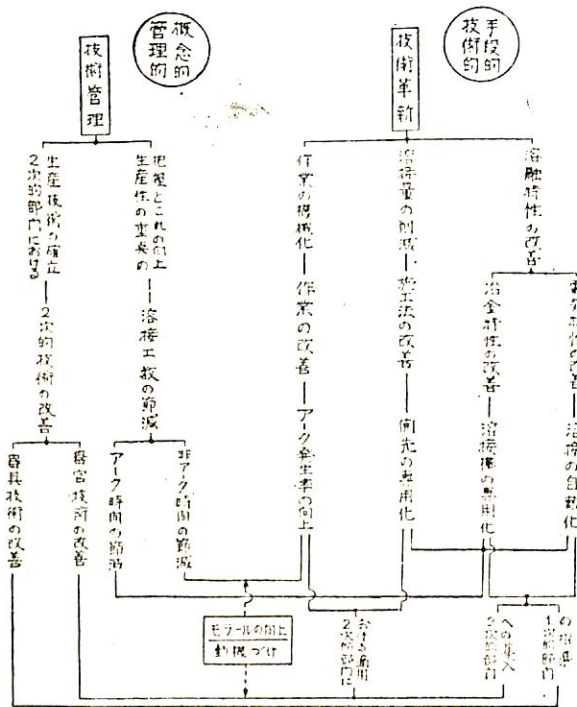 手段的
技術的
技術革新
溶融特性の改善
電気特性の改善
溶接の自動化
冶金特性の改善
溶接棒の専用化
溶接量の削減
施工法の改善
開先の専用化
作業の機械化
作業の改善
アーク発生率の向上
概念的
管理的
技術管理
生産性の重点の
把握とこれの向上
溶接工数の節減
非アーク時間の節減
アーク時間の節減
2次的部門における
生産技術の確立
2次的技術の改善
技術の改善
器具技術の改善
モラールの向上
動機づけ
2次的部門に
おける適用
2次的部門
への導入
1次的部門